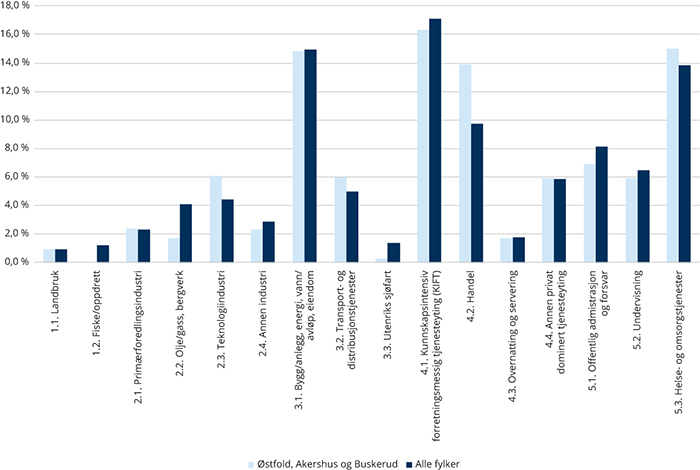 18,0 %
16,0 %
14,0 %
12,0 %
10,0 %
8,0 %
6,0 %
4,0 %
2,0 %
0,0 %
1.1. Landbruk
1.2. Fiske/oppdrett
2.1. Primærforedlingsindustri
2.2. Olje/gass, bergverk
2.3. Teknologiindustri
2.4. Annen industri
3.1. Bygg/anlegg, energi, vann/
avløp, eiendom
3.2. Transport- og
distribusjonstjenester
3.3. Utenriks sjøfart
4.1. Kunnskapsintensiv
forretningsmessig tjenesteyting (KIFT)
4.2. Handel
4.3. Overnatting og servering
4.4. Annen privat
dominert tjenesteyting
5.1. Offentlig admistrasjon
og forsvar
5.2. Undervisning
5.3. Helse- og omsorgstjenester
Østfold, Akershus og Buskerud
Alle fylker